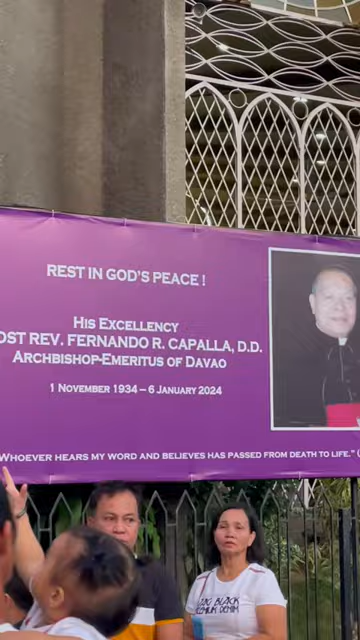 REST IN GOD'S PEACE !
HIS EXCELLENCY
OST REV. FERNANDO R. CAPALLA, D.D.
ARCHBISHOP-EMERITUS OF DAVAO
1 NOVEMBER 1934 – 6 JANUARY 2024
WHOEVER HEARS MY WORD AND BELIEVES HAS PASSED FROM DEATH TO LIFE." (
BLACK